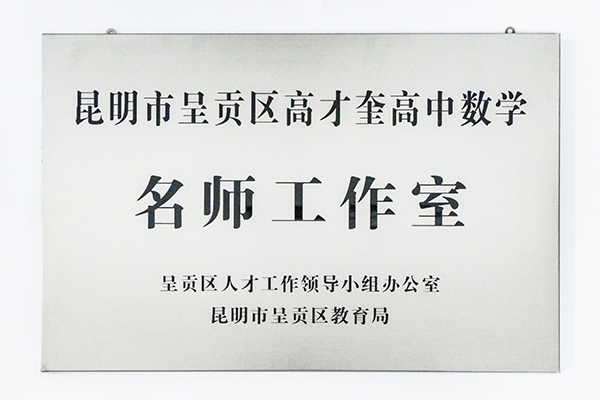 昆明市呈贡区高才奎高中数学
名师工作室
呈贡区人才工作领导小组办公室
昆明市呈贡区教育局